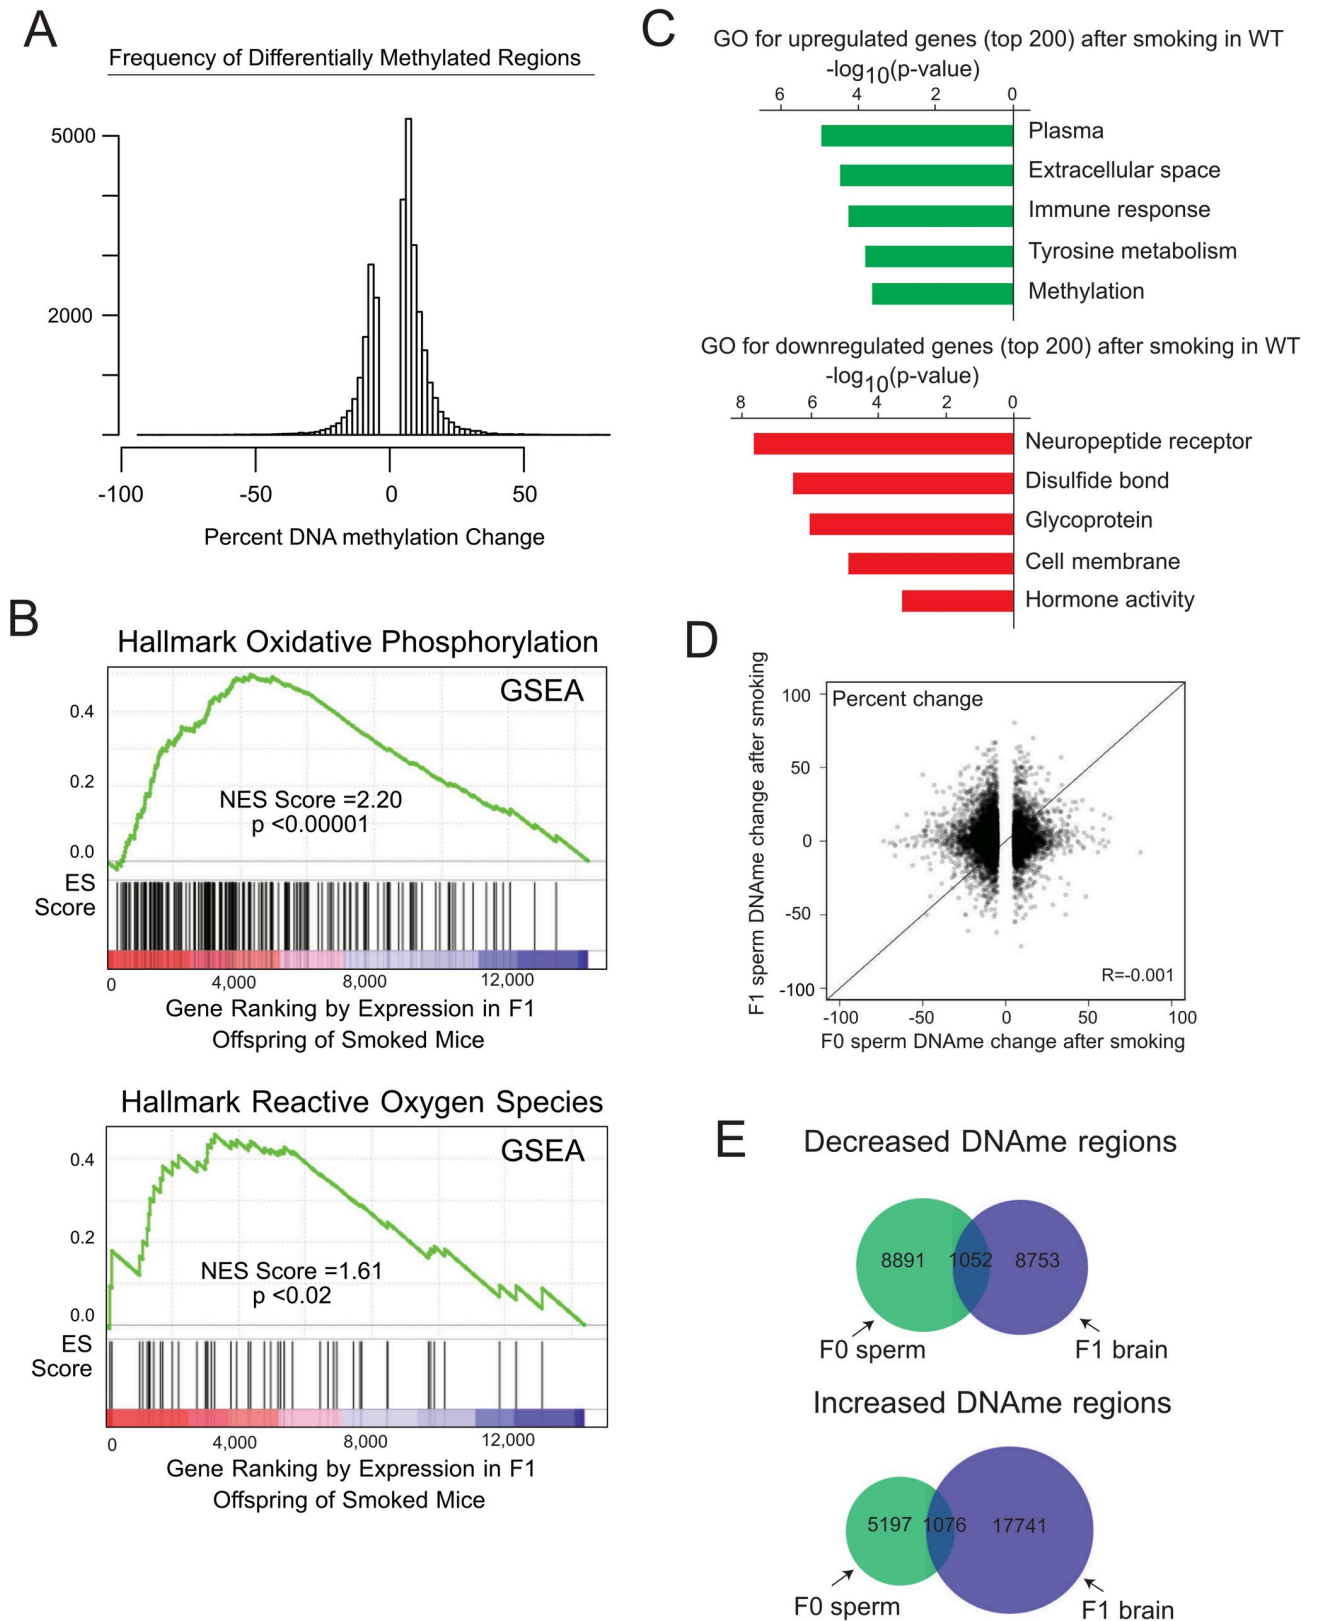 A
Frequency of Differentially Methylated Regions
5000
2000
-100 -50 0 50
Percent DNA methylation Change
B
Hallmark Oxidative Phosphorylation
GSEA
0.4
0.2
0.0
NES Score =2.20
p <0.00001
ES
Score
0 4,000 8,000 12,000
Gene Ranking by Expression in F1
Offspring of Smoked Mice
Hallmark Reactive Oxygen Species
GSEA
0.4
0.2
0.0
NES Score =1.61
p <0.02
ES
Score
0 4,000 8,000 12,000
Gene Ranking by Expression in F1
Offspring of Smoked Mice
C
GO for upregulated genes (top 200) after smoking in WT
-log10(p-value)
6 4 2 0
Plasma
Extracellular space
Immune response
Tyrosine metabolism
Methylation
GO for downregulated genes (top 200) after smoking in WT
-log10(p-value)
8 6 4 2 0
Neuropeptide receptor
Disulfide bond
Glycoprotein
Cell membrane
Hormone activity
D
F1 sperm DNAme change after smoking
Percent change
100
50
0
-50
-100
R=-0.001
-100 -50 0 50 100
F0 sperm DNAme change after smoking
E
Decreased DNAme regions
8891 1052 8753
F0 sperm
F1 brain
Increased DNAme regions
5197 1076 17741
F0 sperm
F1 brain